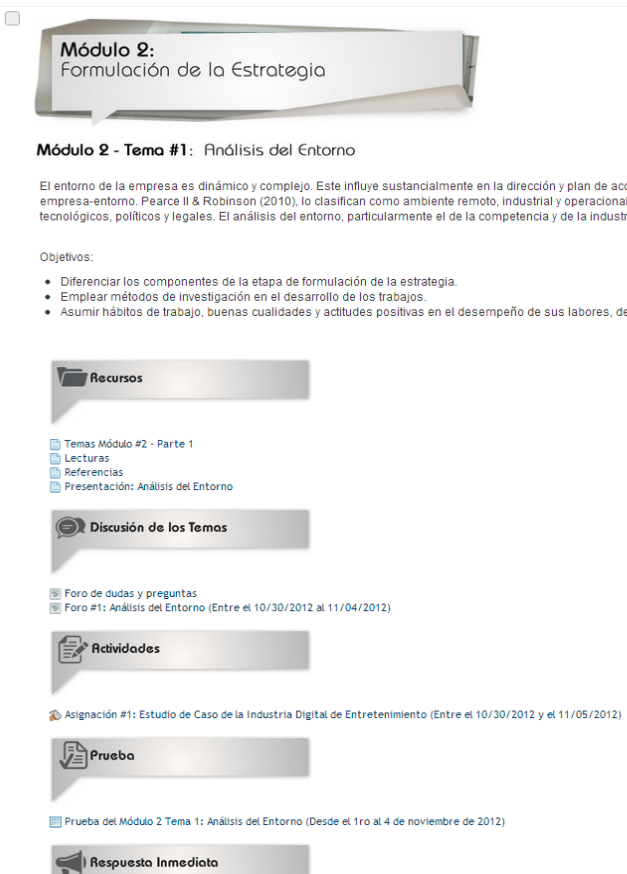 Módulo 2:
Formulación de la Estrategia
Módulo 2 - Tema #1: Análisis del Entorno
El entorno de la empresa es dinámico y complejo. Este influye sustancialmente en la dirección y plan de acc
empresa-entorno. Pearce II & Robinson (2010), lo clasifican como ambiente remoto, industrial y operacional
tecnológicos, políticos y legales. El análisis del entorno, particularmente el de la competencia y de la industr
Objetivos:
Diferenciar los componentes de la etapa de formulación de la estrategia.
Emplear métodos de investigación en el desarrollo de los trabajos.
Asumir hábitos de trabajo, buenas cualidades y actitudes positivas en el desempeño de sus labores, de
Recursos
Temas Módulo #2 - Parte 1
Lecturas
Referencias
Presentación: Análisis del Entorno
Discusión de los Temas
Foro de dudas y preguntas
Foro #1: Análisis del Entorno (Entre el 10/30/2012 al 11/04/2012)
Actividades
Asignación #1: Estudio de Caso de la Industria Digital de Entretenimiento (Entre el 10/30/2012 y el 11/05/2012)
Prueba
Prueba del Módulo 2 Tema 1: Análisis del Entorno (Desde el 1ro al 4 de noviembre de 2012)
Respuesta Inmediata